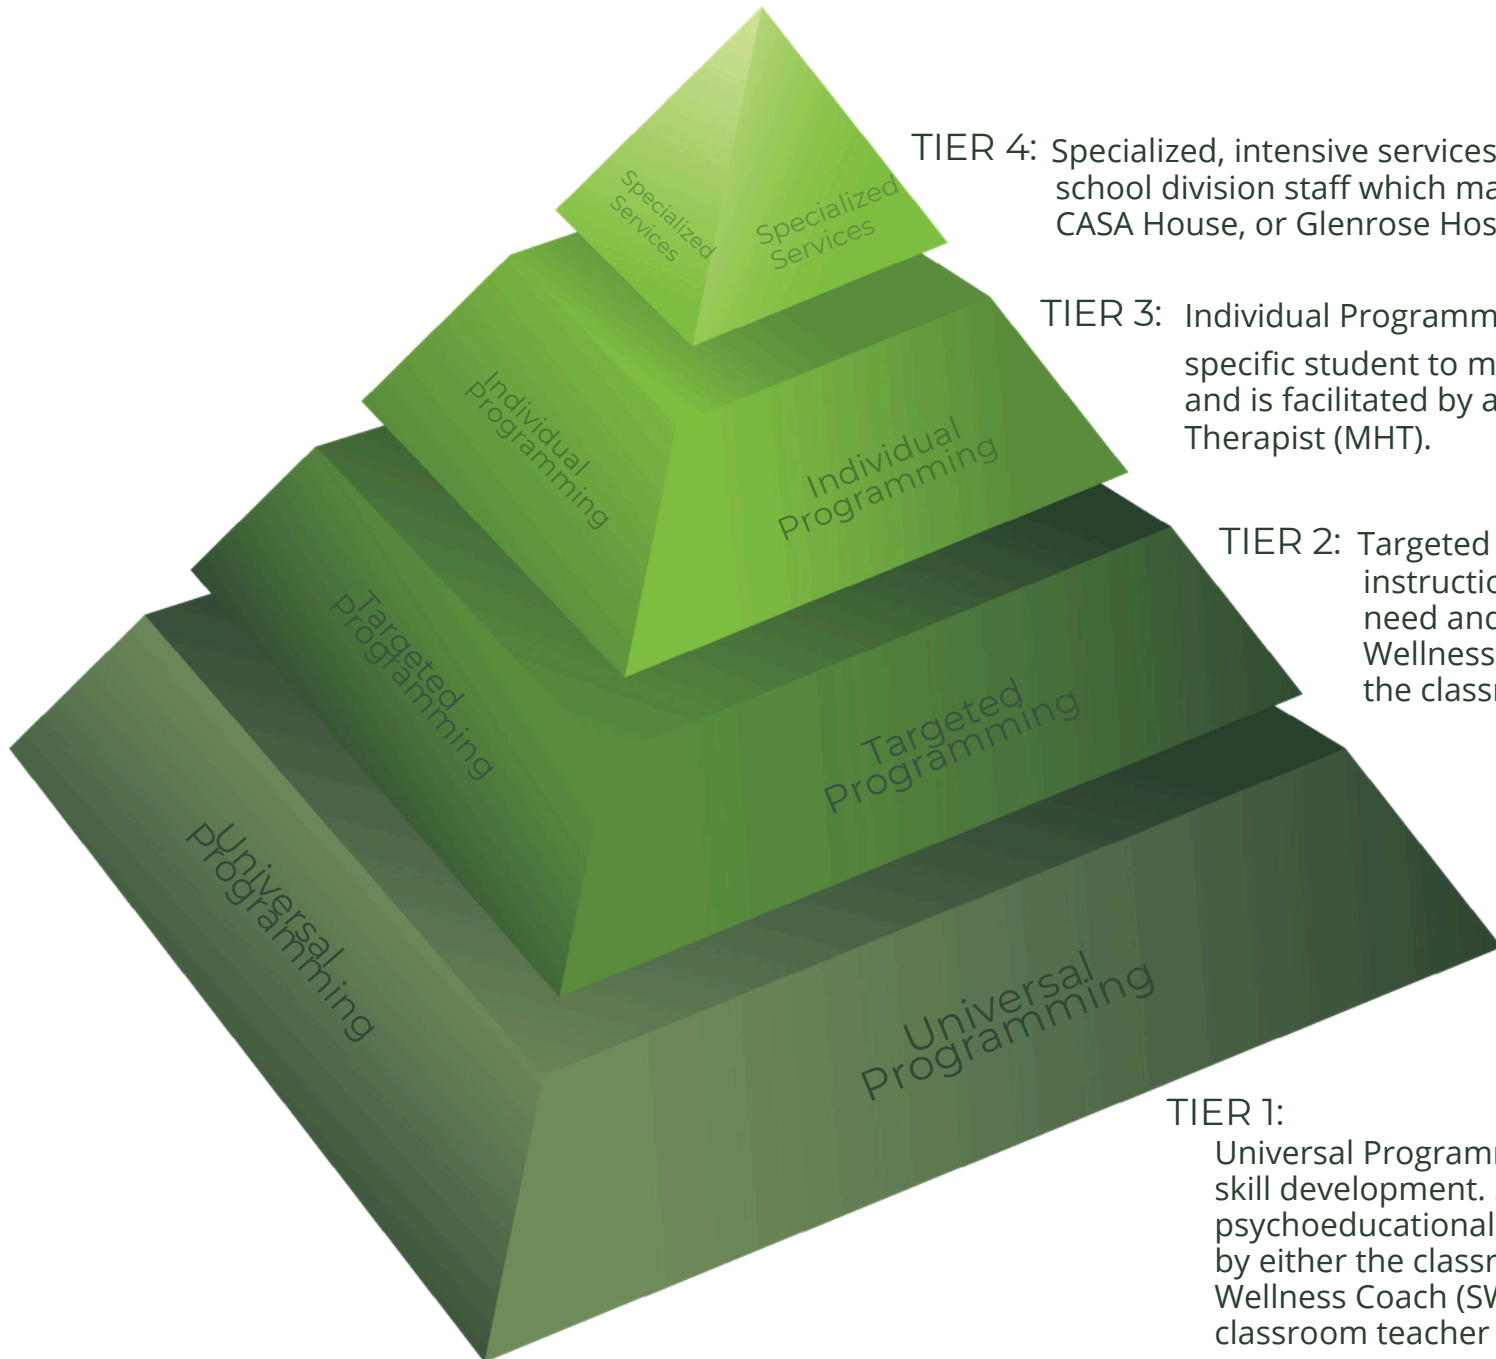 Specialized
Services
Specialized
Services
TIER 4: Specialized, intensive services
school division staff which ma
CASA House, or Glenrose Hos
Individual
Programming
Individual
Programming
TIER 3: Individual Programm
specific student to m
and is facilitated by a
Therapist (MHT).
Targeted
Programming
Targeted
Programming
TIER 2: Targeted
instructio
need and
Wellness
the classr
Universal
Programming
Universal
Programming
TIER 1:
Universal Program
skill development.
psychoeducational
by either the classr
Wellness Coach (SW
classroom teacher